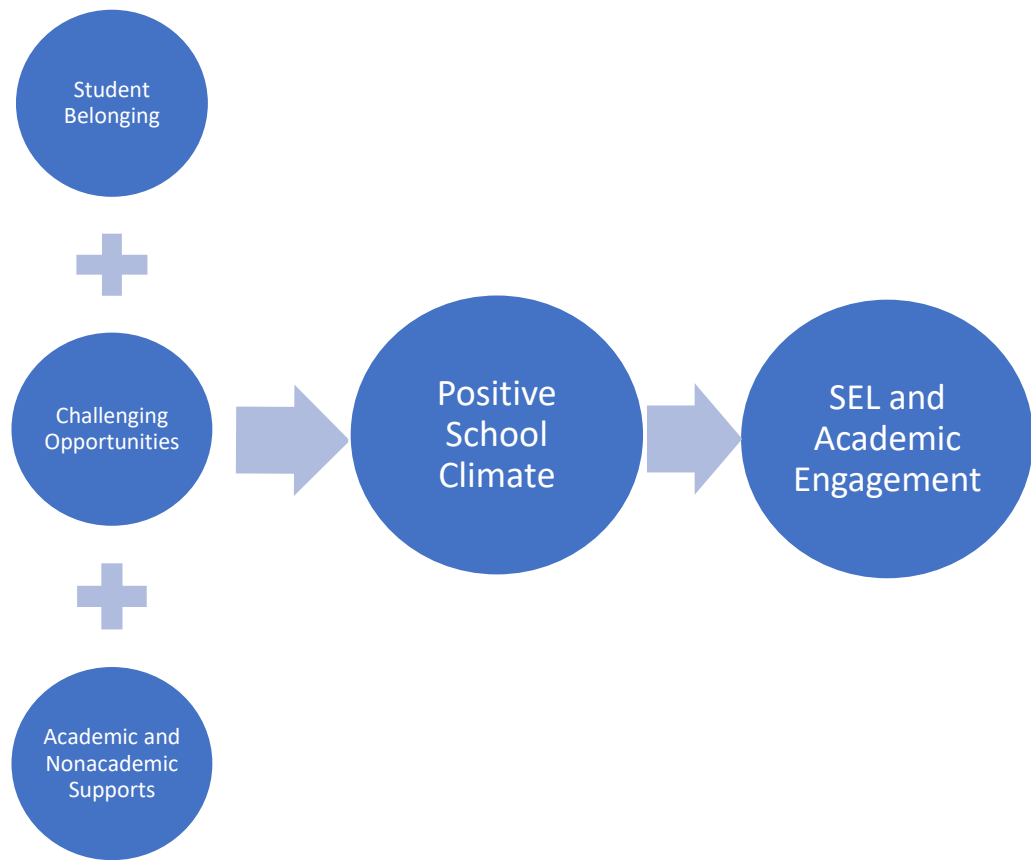 Student
Belonging
Challenging
Opportunities
Academic and
Nonacademic
Supports
Positive
School
Climate
SEL and
Academic
Engagement